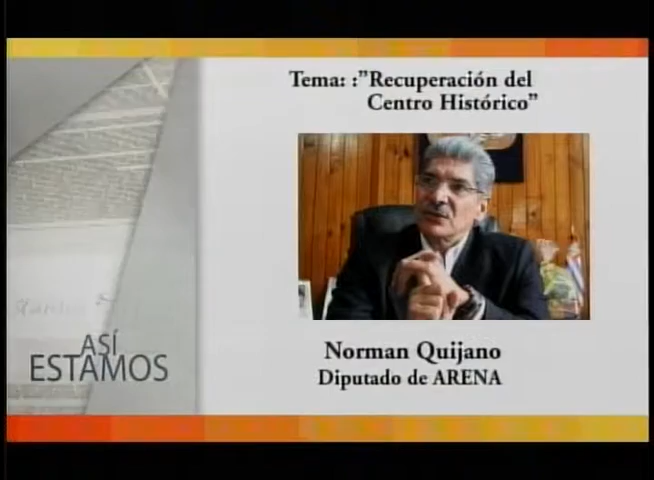 Tema: :"Recuperación del
Centro Histórico"
Norman Quijano
Diputado de ARENA
ASÍ
ESTAMOS